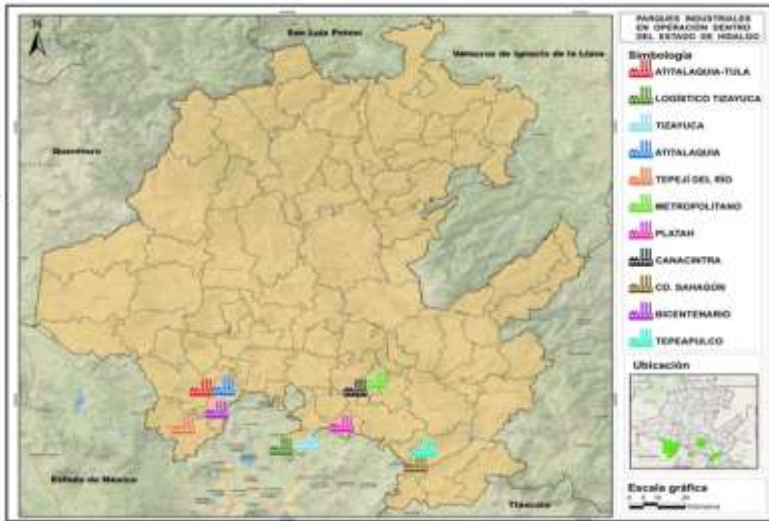 PARQUES INDUSTRIALES
EN OPERACIÓN DENTRO
DEL ESTADO DE HIDALGO
N
San Luis Potosí
Veracruz de Ignacio de la Llave
Querétaro
Estado de México
Tlaxcala
Simbología
ATITALAQUIA-TULA
LOGÍSTICO TIZAYUCA
TIZAYUCA
ATITALAQUIA
TEPEJÍ DEL RÍO
METROPOLITANO
PLATAH
CANACINTRA
CD. SAHAGÚN
BICENTENARIO
TEPEAPULCO
Ubicación
Escala gráfica